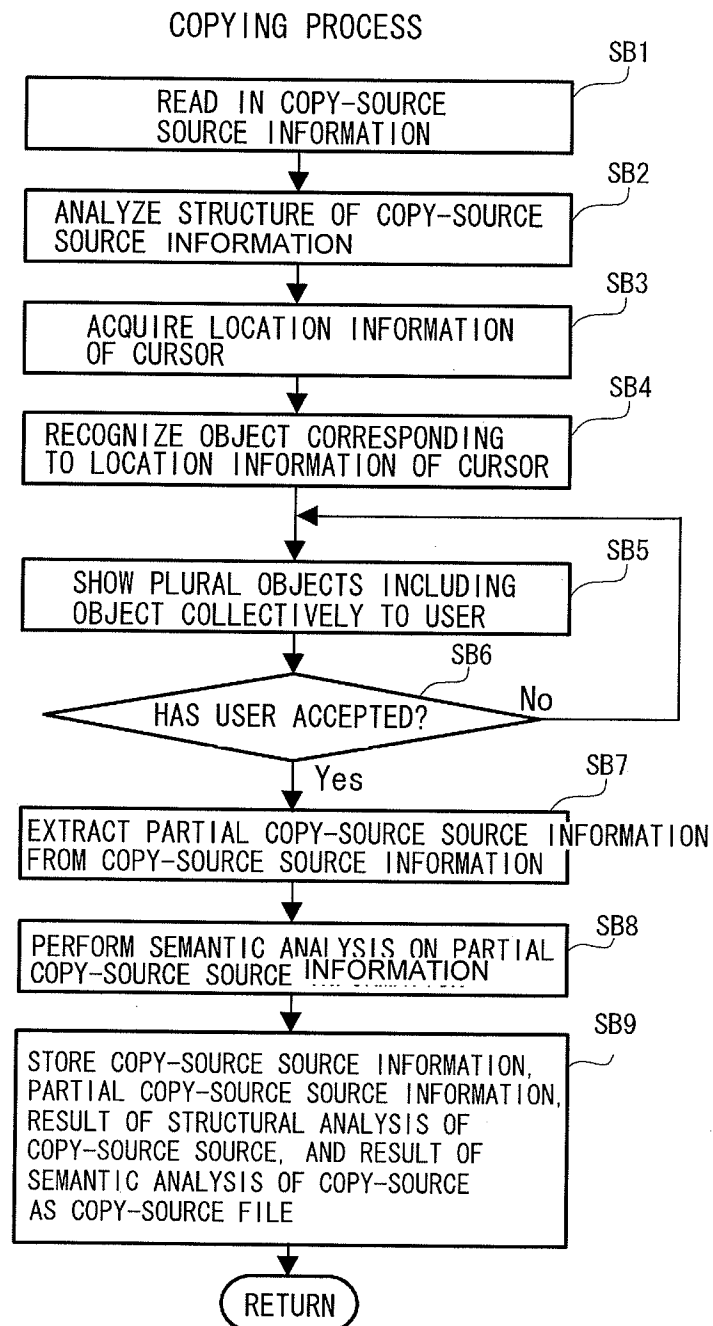 COPYING PROCESS
SB1
READ IN COPY-SOURCE
SOURCE INFORMATION
SB2
ANALYZE STRUCTURE OF COPY-SOURCE
SOURCE INFORMATION
SB3
ACQUIRE LOCATION INFORMATION
OF CURSOR
SB4
RECOGNIZE OBJECT CORRESPONDING
TO LOCATION INFORMATION OF CURSOR
SB5
SHOW PLURAL OBJECTS INCLUDING
OBJECT COLLECTIVELY TO USER
SB6
HAS USER ACCEPTED?
No
Yes
SB7
EXTRACT PARTIAL COPY-SOURCE SOURCE INFORMATION
FROM COPY-SOURCE SOURCE INFORMATION
SB8
PERFORM SEMANTIC ANALYSIS ON PARTIAL
COPY-SOURCE SOURCE INFORMATION
SB9
STORE COPY-SOURCE SOURCE INFORMATION,
PARTIAL COPY-SOURCE SOURCE INFORMATION,
RESULT OF STRUCTURAL ANALYSIS OF
COPY-SOURCE SOURCE, AND RESULT OF
SEMANTIC ANALYSIS OF COPY-SOURCE
AS COPY-SOURCE FILE
RETURN